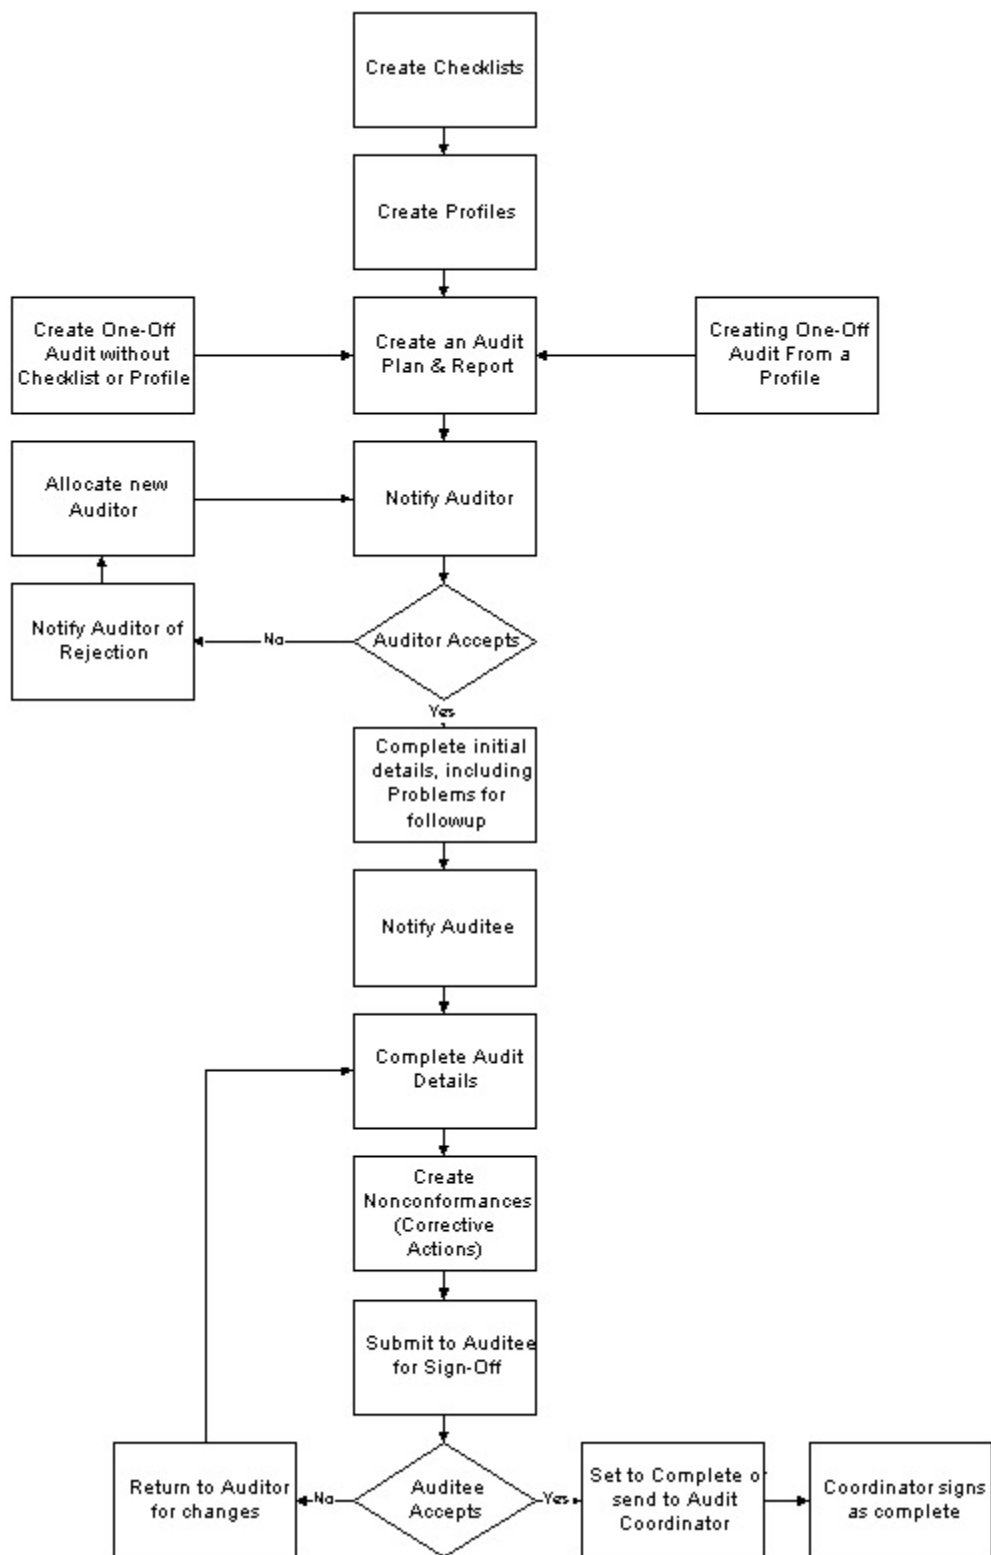 Create Checklists
Create Profiles
Create One-Off
Audit without
Checklist or Profile
Create an Audit
Plan & Report
Creating One-Off
Audit From a
Profile
Allocate new
Auditor
Notify Auditor
Notify Auditor of
Rejection
No
Auditor Accepts
Yes
Complete initial
details, including
Problems for
followup
Notify Auditee
Complete Audit
Details
Create
Nonconformances
(Corrective
Actions)
Submit to Auditee
for Sign-Off
Return to Auditor
for changes
No
Auditee
Accepts
Yes
Set to Complete or
send to Audit
Coordinator
Coordinator signs
as complete